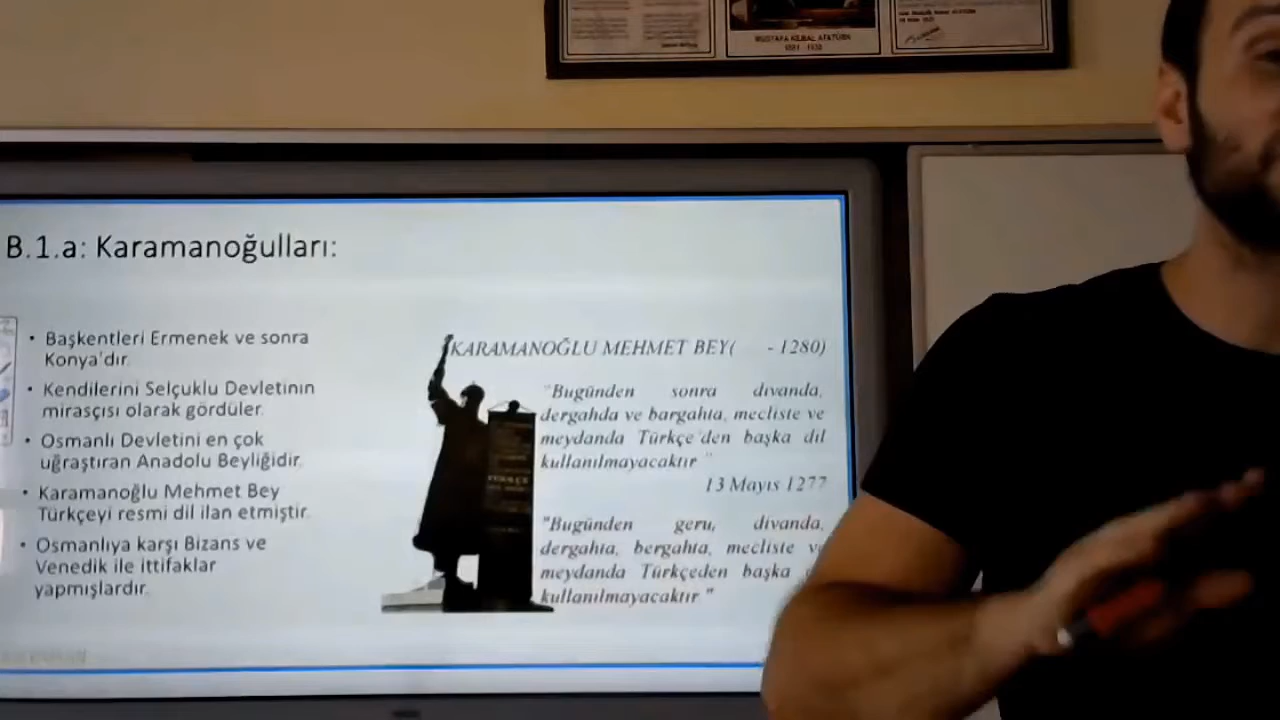 MUSTAFA KEMAL ATATÜRK
1881 - 1938
B.1.a: Karamanoğulları:
• Başkentleri Ermenek ve sonra
Konya'dır.
• Kendilerini Selçuklu Devletinin
mirasçısı olarak gördüler.
• Osmanlı Devletini en çok
uğraştıran Anadolu Beyliğidir.
• Karamanoğlu Mehmet Bey
Türkçeyi resmi dil ilan etmiştir.
• Osmanlıya karşı Bizans ve
Venedik ile ittifaklar
yapmışlardır.
KARAMANOĞLU MEHMET BEY( - 1280)
"Bugünden sonra divanda,
dergahda ve bargahta, mecliste ve
meydanda Türkçe'den başka dil
kullanılmayacaktır "
13 Mayıs 1277
"Bugünden geru, divanda,
dergahta, bergahta, mecliste
meydanda Türkçeden başka
kullanılmayacaktır "